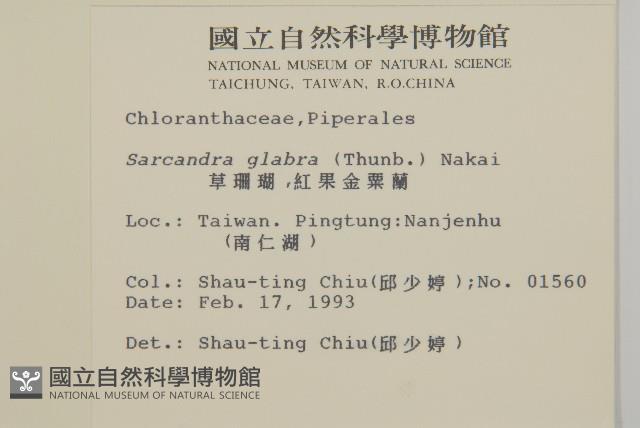 國立自然科學博物館
NATIONAL MUSEUM OF NATURAL SCIENCE
TAICHUNG, TAIWAN, R.O.CHINA
Chloranthaceae,Piperales
Sarcandra glabra (Thunb.) Nakai
草珊瑚,紅果金粟蘭
Loc.: Taiwan. Pingtung:Nanjenhu
(南仁湖)
Col.: Shau-ting Chiu(邱少婷);No. 01560
Date: Feb. 17, 1993
Det.: Shau-ting Chiu(邱少婷)
國立自然科學博物館
NATIONAL MUSEUM OF NATURAL SCIENCE